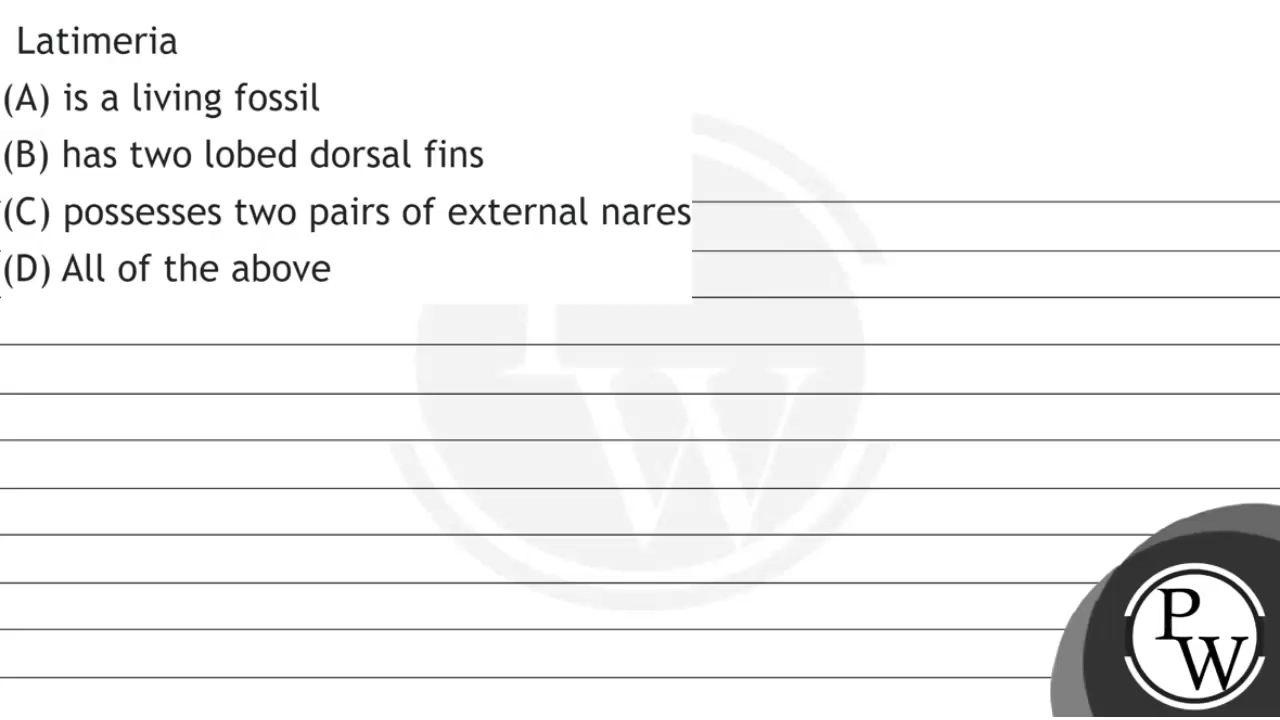 Latimeria
(A) is a living fossil
(B) has two lobed dorsal fins
(C) possesses two pairs of external nares
(D) All of the above
W
P
W